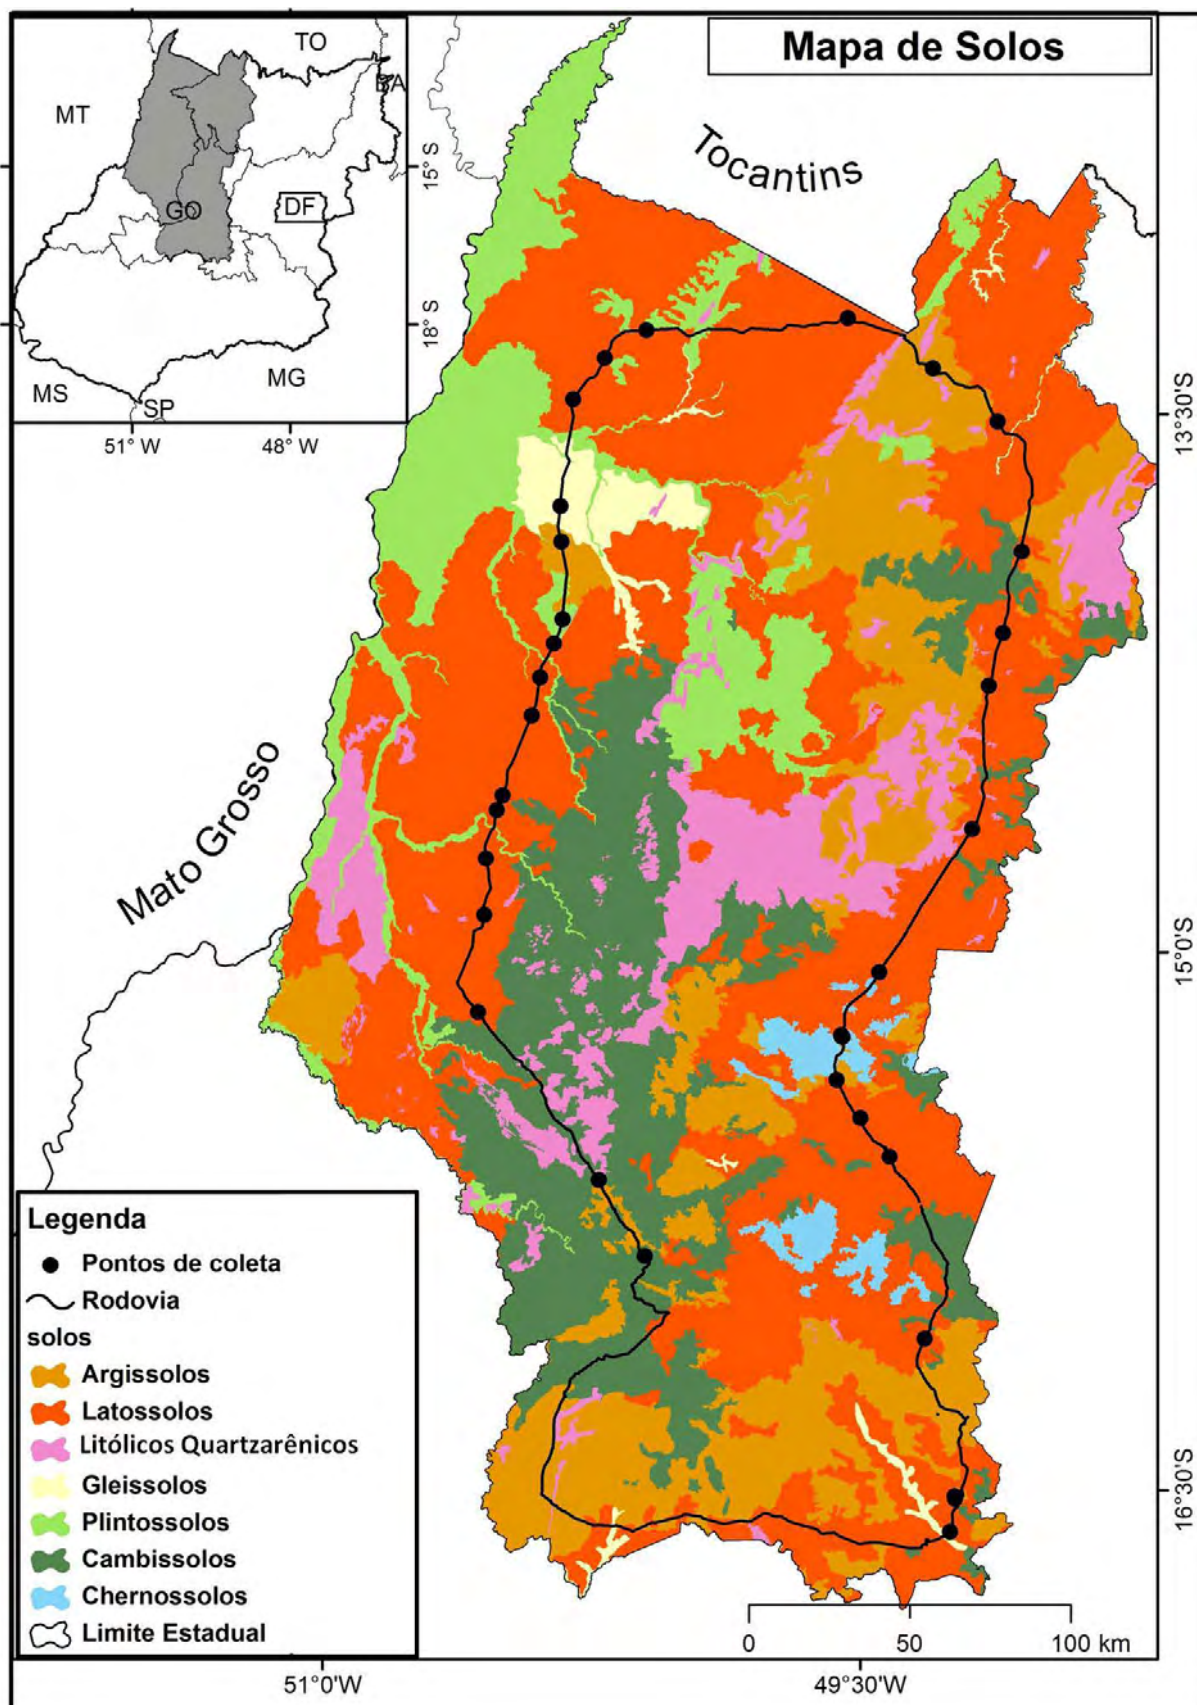 Mapa de Solos
TO
BA
MT
GO
DF
MS
MG
SP
15°S
18°S
51°W
48°W
Tocantins
Mato Grosso
13°30'S
15°0'S
16°30'S
Legenda
Pontos de coleta
Rodovia
solos
Argissolos
Latossolos
Litólicos Quartzarênicos
Gleissolos
Plintossolos
Cambissolos
Chernossolos
Limite Estadual
0 50 100 km
51°0'W
49°30'W